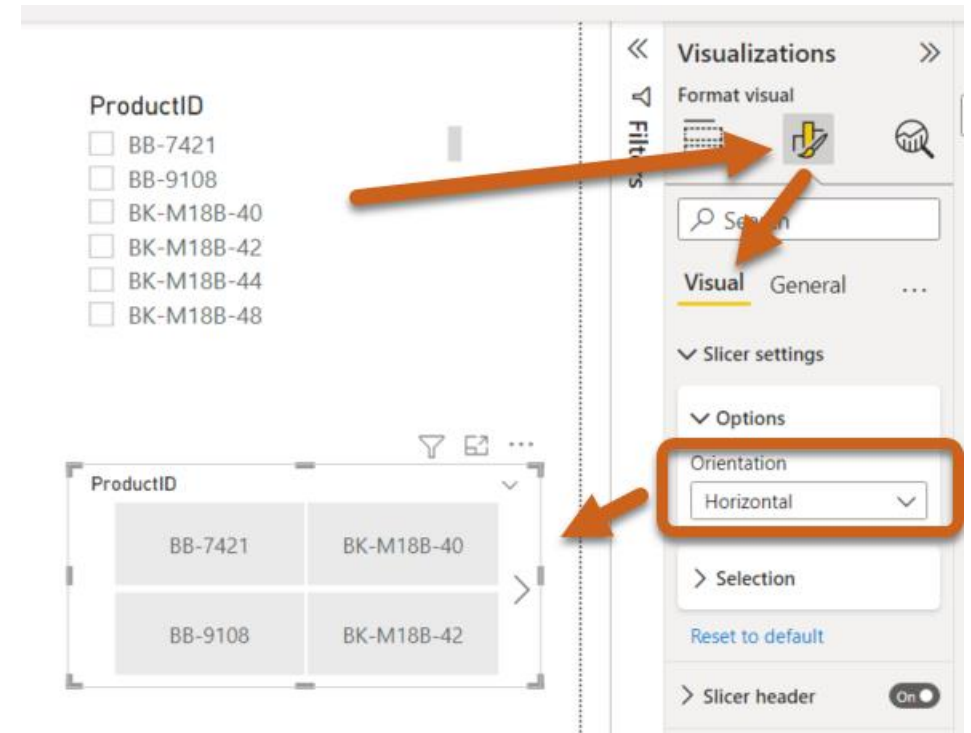 Visualizations
Format visual
Filters
ProductID
BB-7421
BB-9108
BK-M18B-40
BK-M18B-42
BK-M18B-44
BK-M18B-48
Search
Visual General ...
Slicer settings
Options
Orientation
Horizontal
Selection
Reset to default
Slicer header On
ProductID
BB-7421 BK-M18B-40
BB-9108 BK-M18B-42